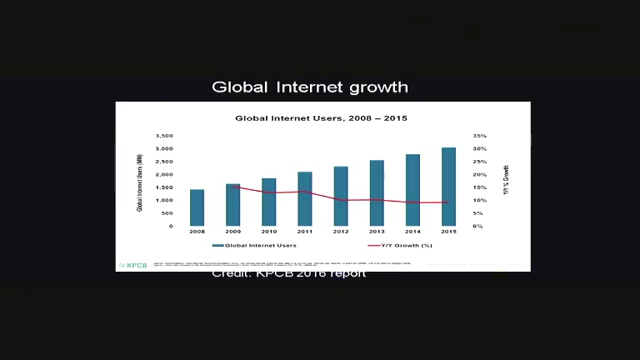 Global Internet growth
Global Internet Users, 2008 – 2015
3,500
3,000
2,500
2,000
1,500
1,000
500
0
Global Internet Users (MM)
35%
30%
25%
20%
15%
10%
5%
0%
Y/Y % Growth
2008 2009 2010 2011 2012 2013 2014 2015
Global Internet Users Y/Y Growth (%)
KPCB
Credit: KPCB 2016 report